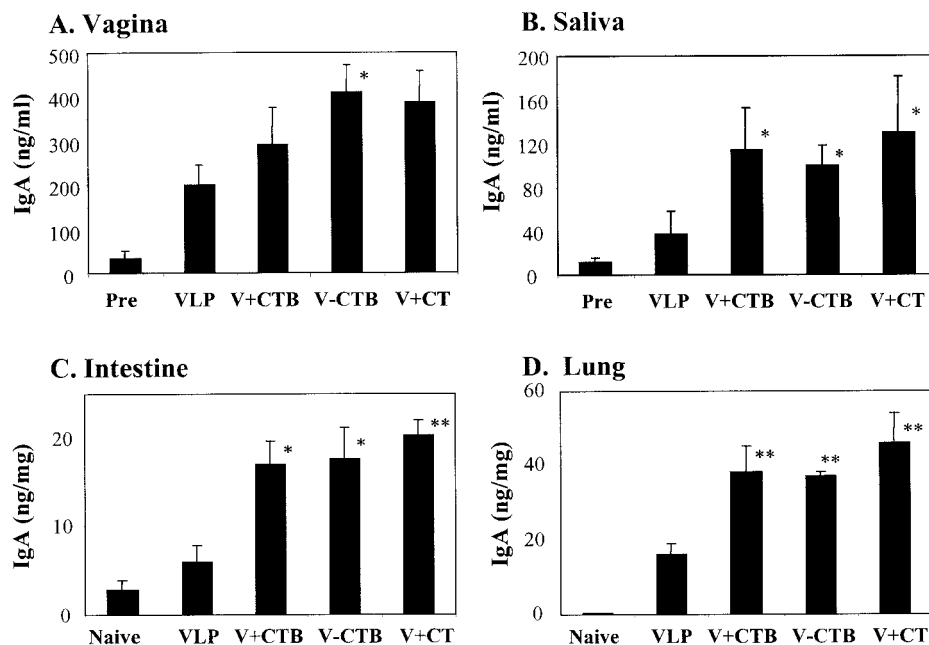 A. Vagina
IgA (ng/ml)
500
400
300
200
100
0
*
Pre VLP V+CTB V-CTB V+CT
B. Saliva
IgA (ng/ml)
200
160
120
80
40
0
* * *
Pre VLP V+CTB V-CTB V+CT
C. Intestine
IgA (ng/mg)
20
10
0
* * **
Naive VLP V+CTB V-CTB V+CT
D. Lung
IgA (ng/mg)
60
40
20
0
** ** **
Naive VLP V+CTB V-CTB V+CT